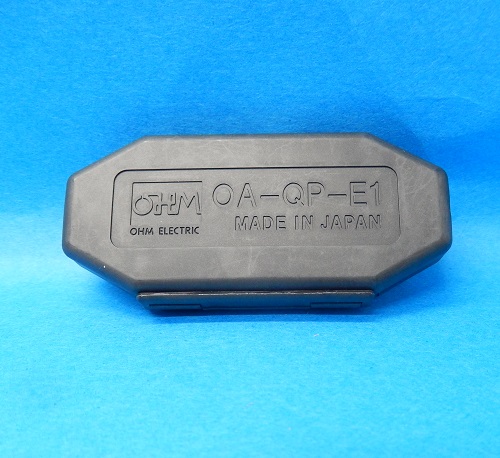 OHM OA-QP-E1
OHM ELECTRIC MADE IN JAPAN